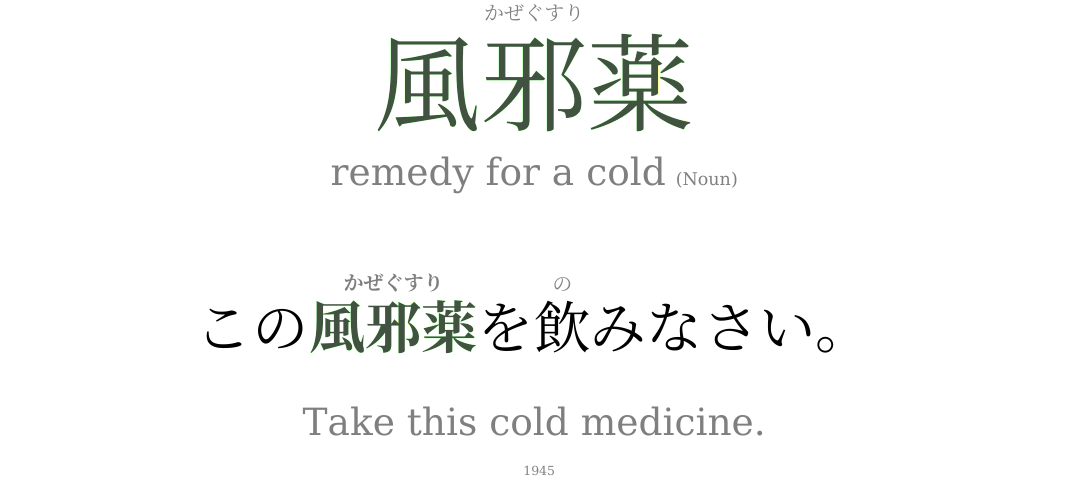 かぜぐすり
風邪薬
remedy for a cold (Noun)
かぜぐすり の
この風邪薬を飲みなさい。
Take this cold medicine.
1945